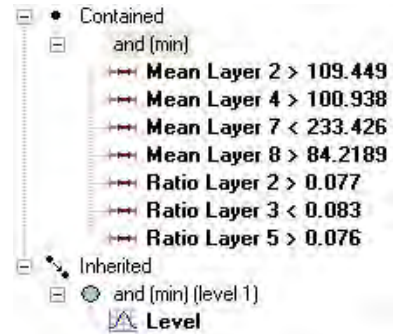 Contained
and (min)
Mean Layer 2 > 109.449
Mean Layer 4 > 100.938
Mean Layer 7 < 233.426
Mean Layer 8 > 84.2189
Ratio Layer 2 > 0.077
Ratio Layer 3 < 0.083
Ratio Layer 5 > 0.076
Inherited
and (min) (level 1)
Level